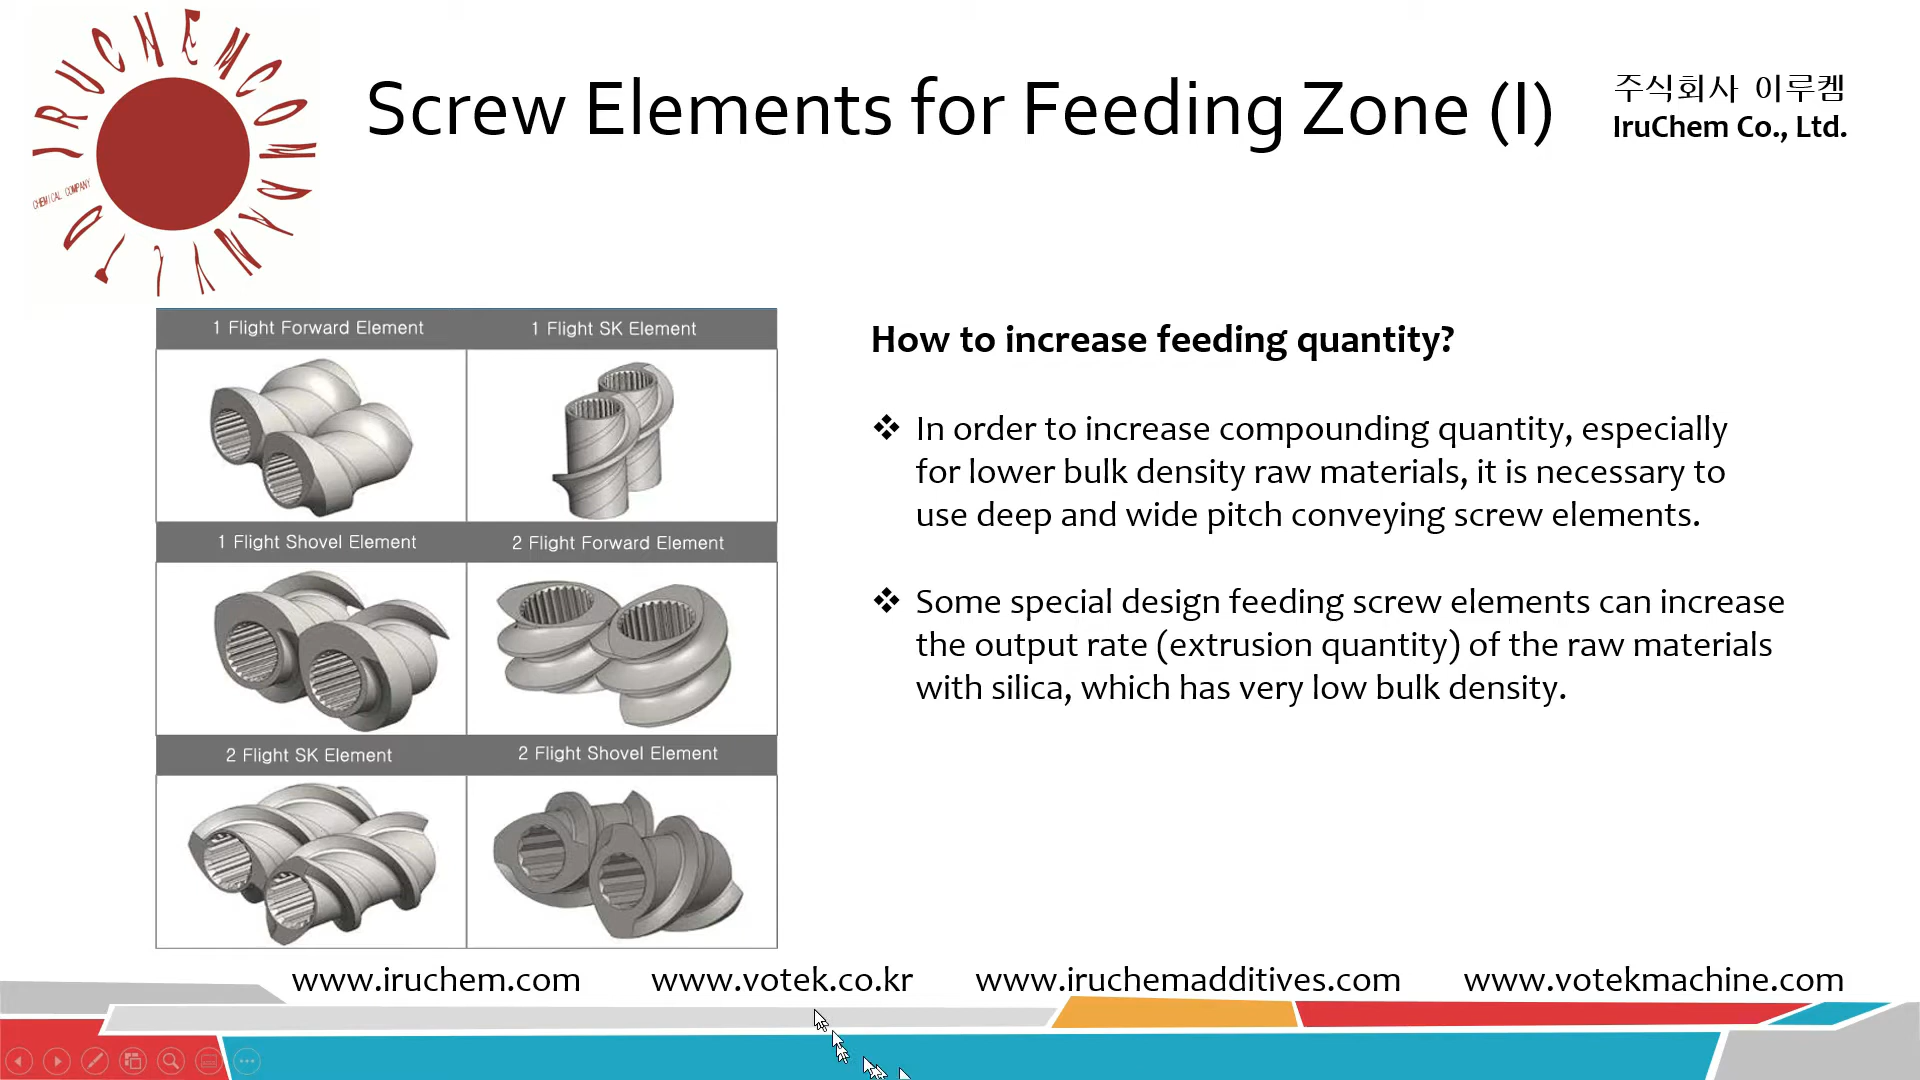 IRUCHEMCOMPANYLTD
CHEMICAL COMPANY
Screw Elements for Feeding Zone (I)
주식회사 이루켐
IruChem Co., Ltd.
1 Flight Forward Element
1 Flight SK Element
1 Flight Shovel Element
2 Flight Forward Element
2 Flight SK Element
2 Flight Shovel Element
How to increase feeding quantity?
❖ In order to increase compounding quantity, especially
for lower bulk density raw materials, it is necessary to
use deep and wide pitch conveying screw elements.
❖ Some special design feeding screw elements can increase
the output rate (extrusion quantity) of the raw materials
with silica, which has very low bulk density.
www.iruchem.com
www.votek.co.kr
www.iruchemadditives.com
www.votekmachine.com